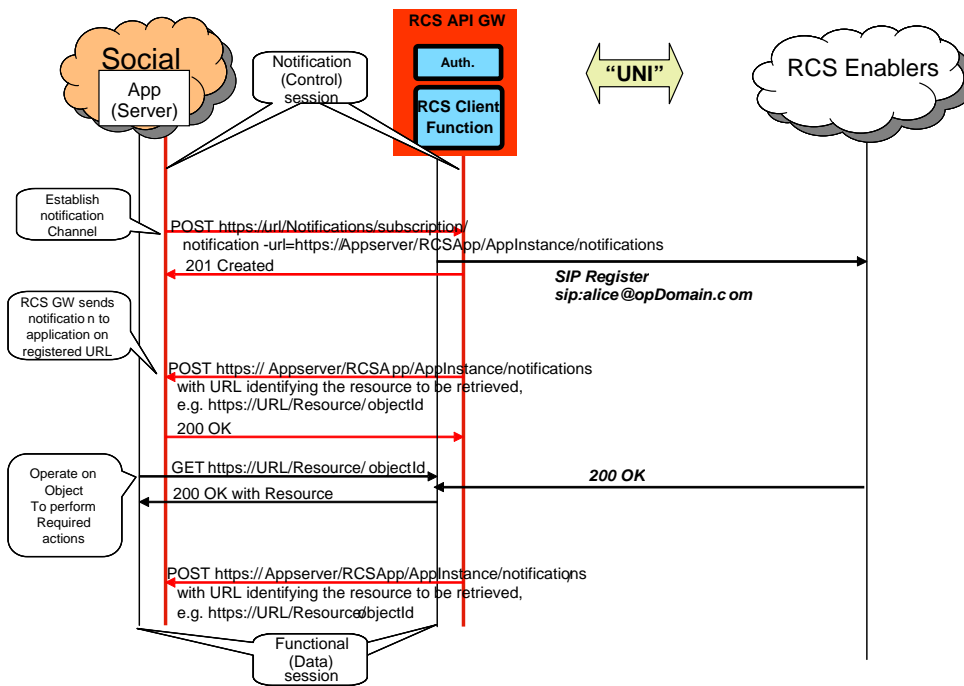 RCS API GW
Social
App
(Server)
Notification
(Control)
session
Auth.
RCS Client
Function
“UNI”
RCS Enablers
Establish
notification
Channel
POST https://url/Notifications/subscription/
notification -url=https://Appserver/RCSApp/AppInstance/notifications
201 Created
SIP Register
sip:alice@opDomain.com
RCS GW sends
notification to
application on
registered URL
POST https:// Appserver/RCSApp/AppInstance/notifications
with URL identifying the resource to be retrieved,
e.g. https://URL/Resource/ objectId
200 OK
Operate on
Object
To perform
Required
actions
GET https://URL/Resource/ objectId
200 OK
200 OK with Resource
POST https:// Appserver/RCSApp/AppInstance/notifications,
with URL identifying the resource to be retrieved,
e.g. https://URL/Resource/objectId
Functional
(Data)
session